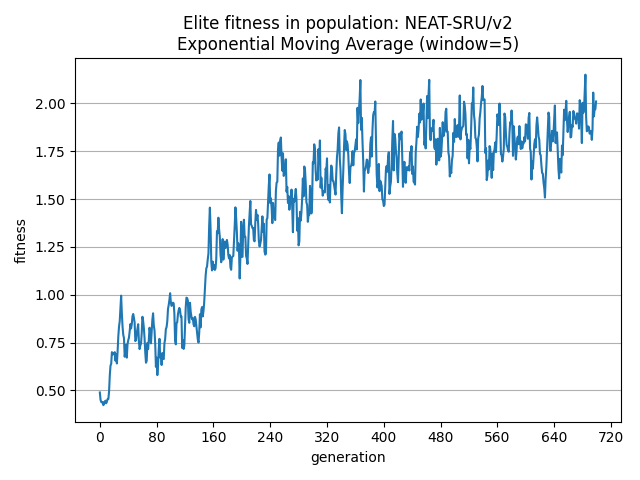 Elite fitness in population: NEAT-SRU/v2
Exponential Moving Average (window=5)
2.00
1.75
1.50
1.25
1.00
0.75
0.50
fitness
0 80 160 240 320 400 480 560 640 720
generation